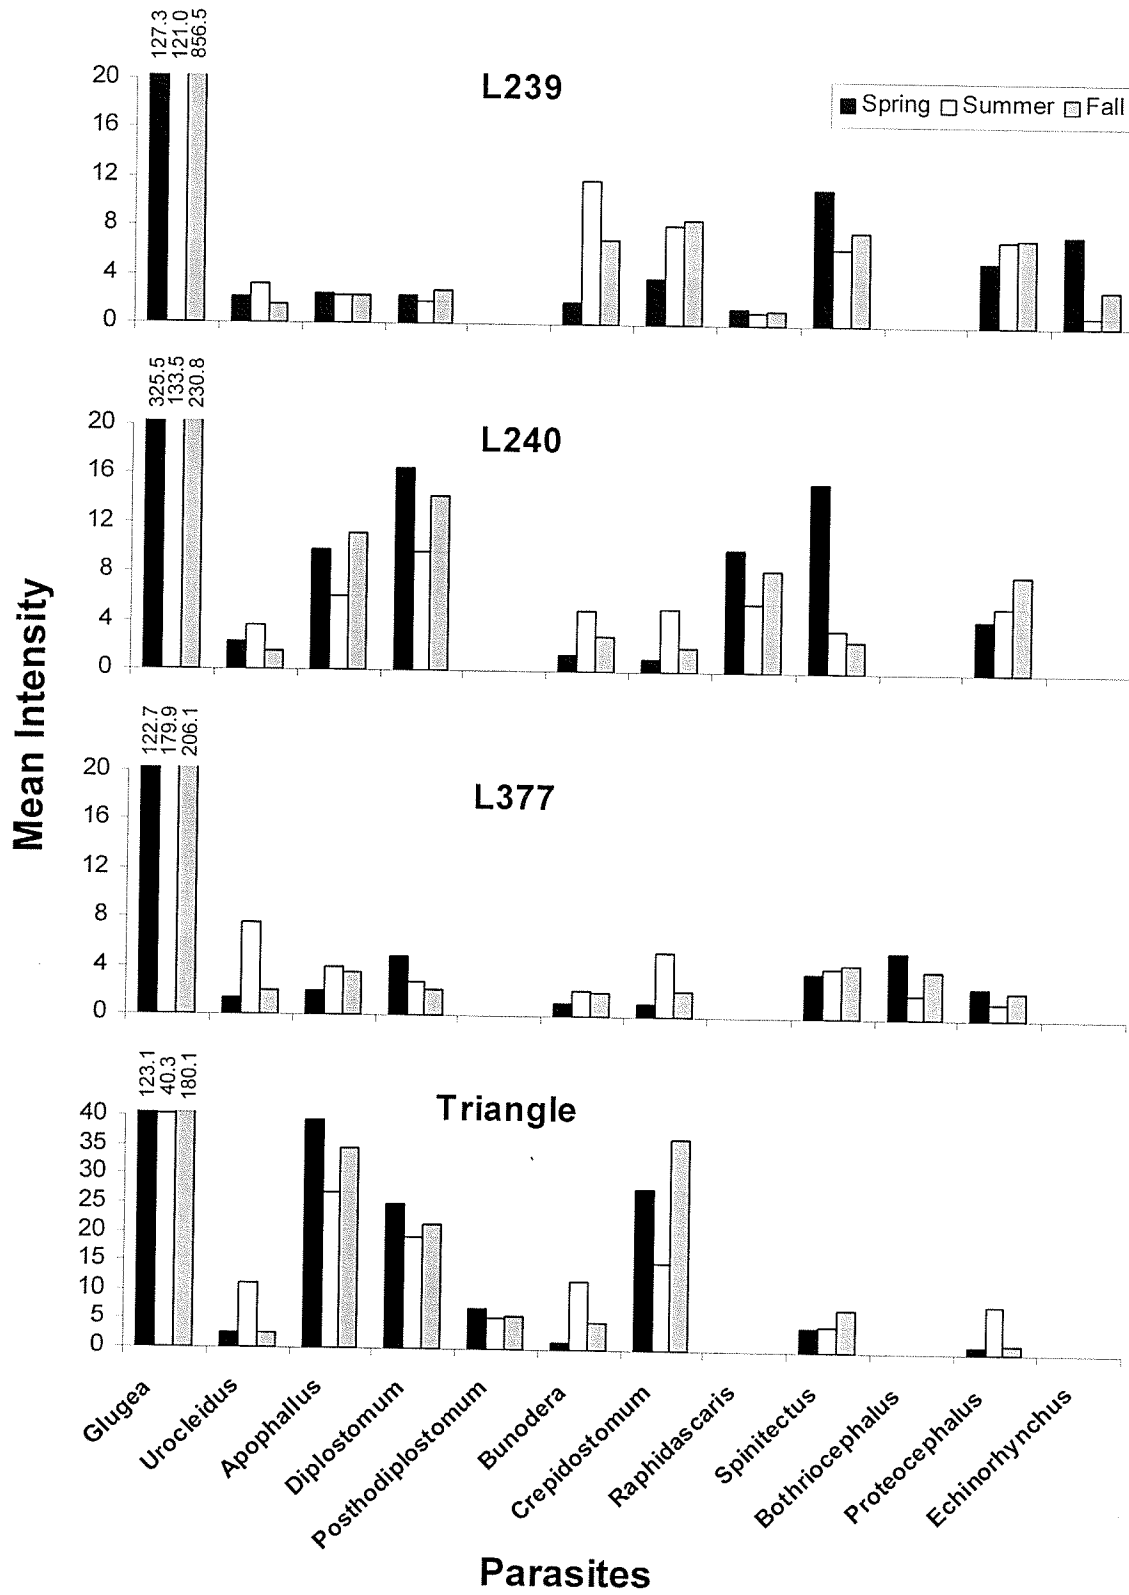 127.3
121.0
856.5
L239
Spring Summer Fall
20
16
12
8
4
0
325.5
133.5
230.8
L240
20
16
12
8
4
0
122.7
179.9
206.1
L377
20
16
12
8
4
0
123.1
40.3
180.1
Triangle
40
35
30
25
20
15
10
5
0
Mean Intensity
Glugea
Urocleidus
Apophallus
Diplostomum
Posthodiplostomum
Bunodera
Crepidostomum
Raphidascaris
Spinitectus
Bothriocephalus
Proteocephalus
Echinorhynchus
Parasites